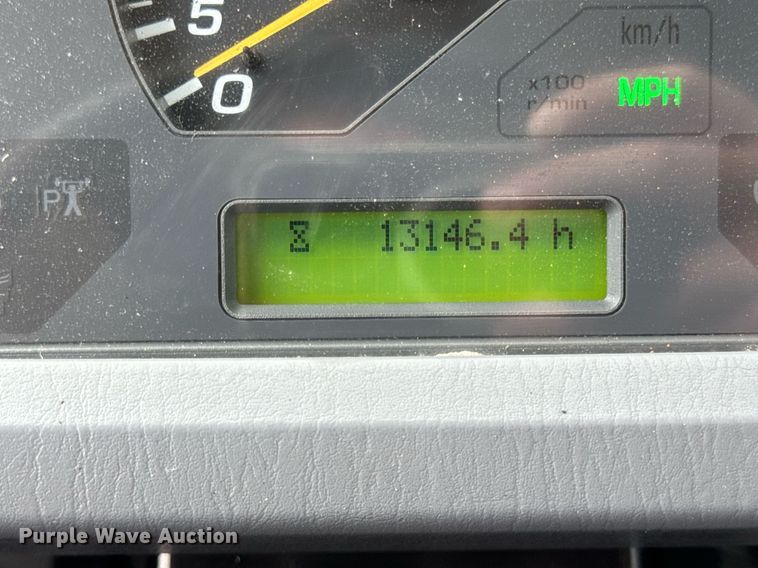 5
0
km/h
x100
r/min
MPH
P
13146.4 h
Purple Wave Auction